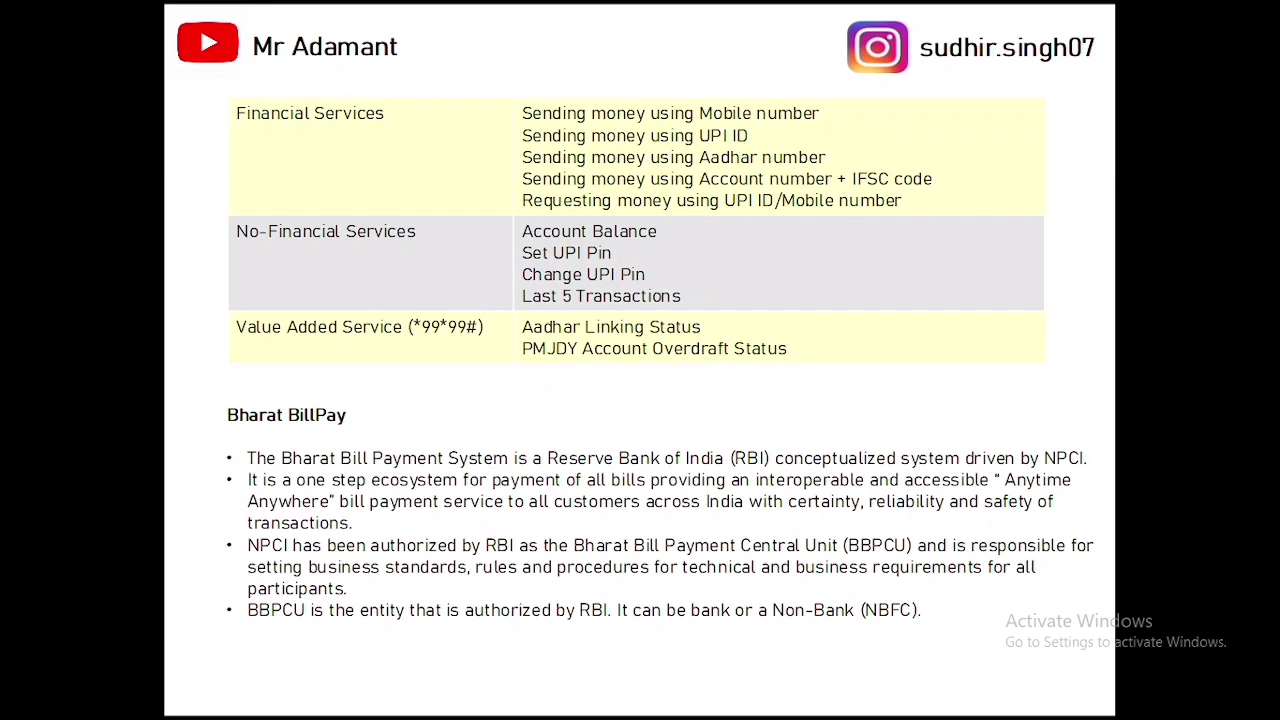 Mr Adamant
sudhir.singh07
Financial Services
Sending money using Mobile number
Sending money using UPI ID
Sending money using Aadhar number
Sending money using Account number + IFSC code
Requesting money using UPI ID/Mobile number
No-Financial Services
Account Balance
Set UPI Pin
Change UPI Pin
Last 5 Transactions
Value Added Service (*99*99#)
Aadhar Linking Status
PMJDY Account Overdraft Status
Bharat BillPay
• The Bharat Bill Payment System is a Reserve Bank of India (RBI) conceptualized system driven by NPCI.
• It is a one step ecosystem for payment of all bills providing an interoperable and accessible “ Anytime
Anywhere” bill payment service to all customers across India with certainty, reliability and safety of
transactions.
• NPCI has been authorized by RBI as the Bharat Bill Payment Central Unit (BBPCU) and is responsible for
setting business standards, rules and procedures for technical and business requirements for all
participants.
• BBPCU is the entity that is authorized by RBI. It can be bank or a Non-Bank (NBFC).
Activate Windows
Go to Settings to activate Windows.